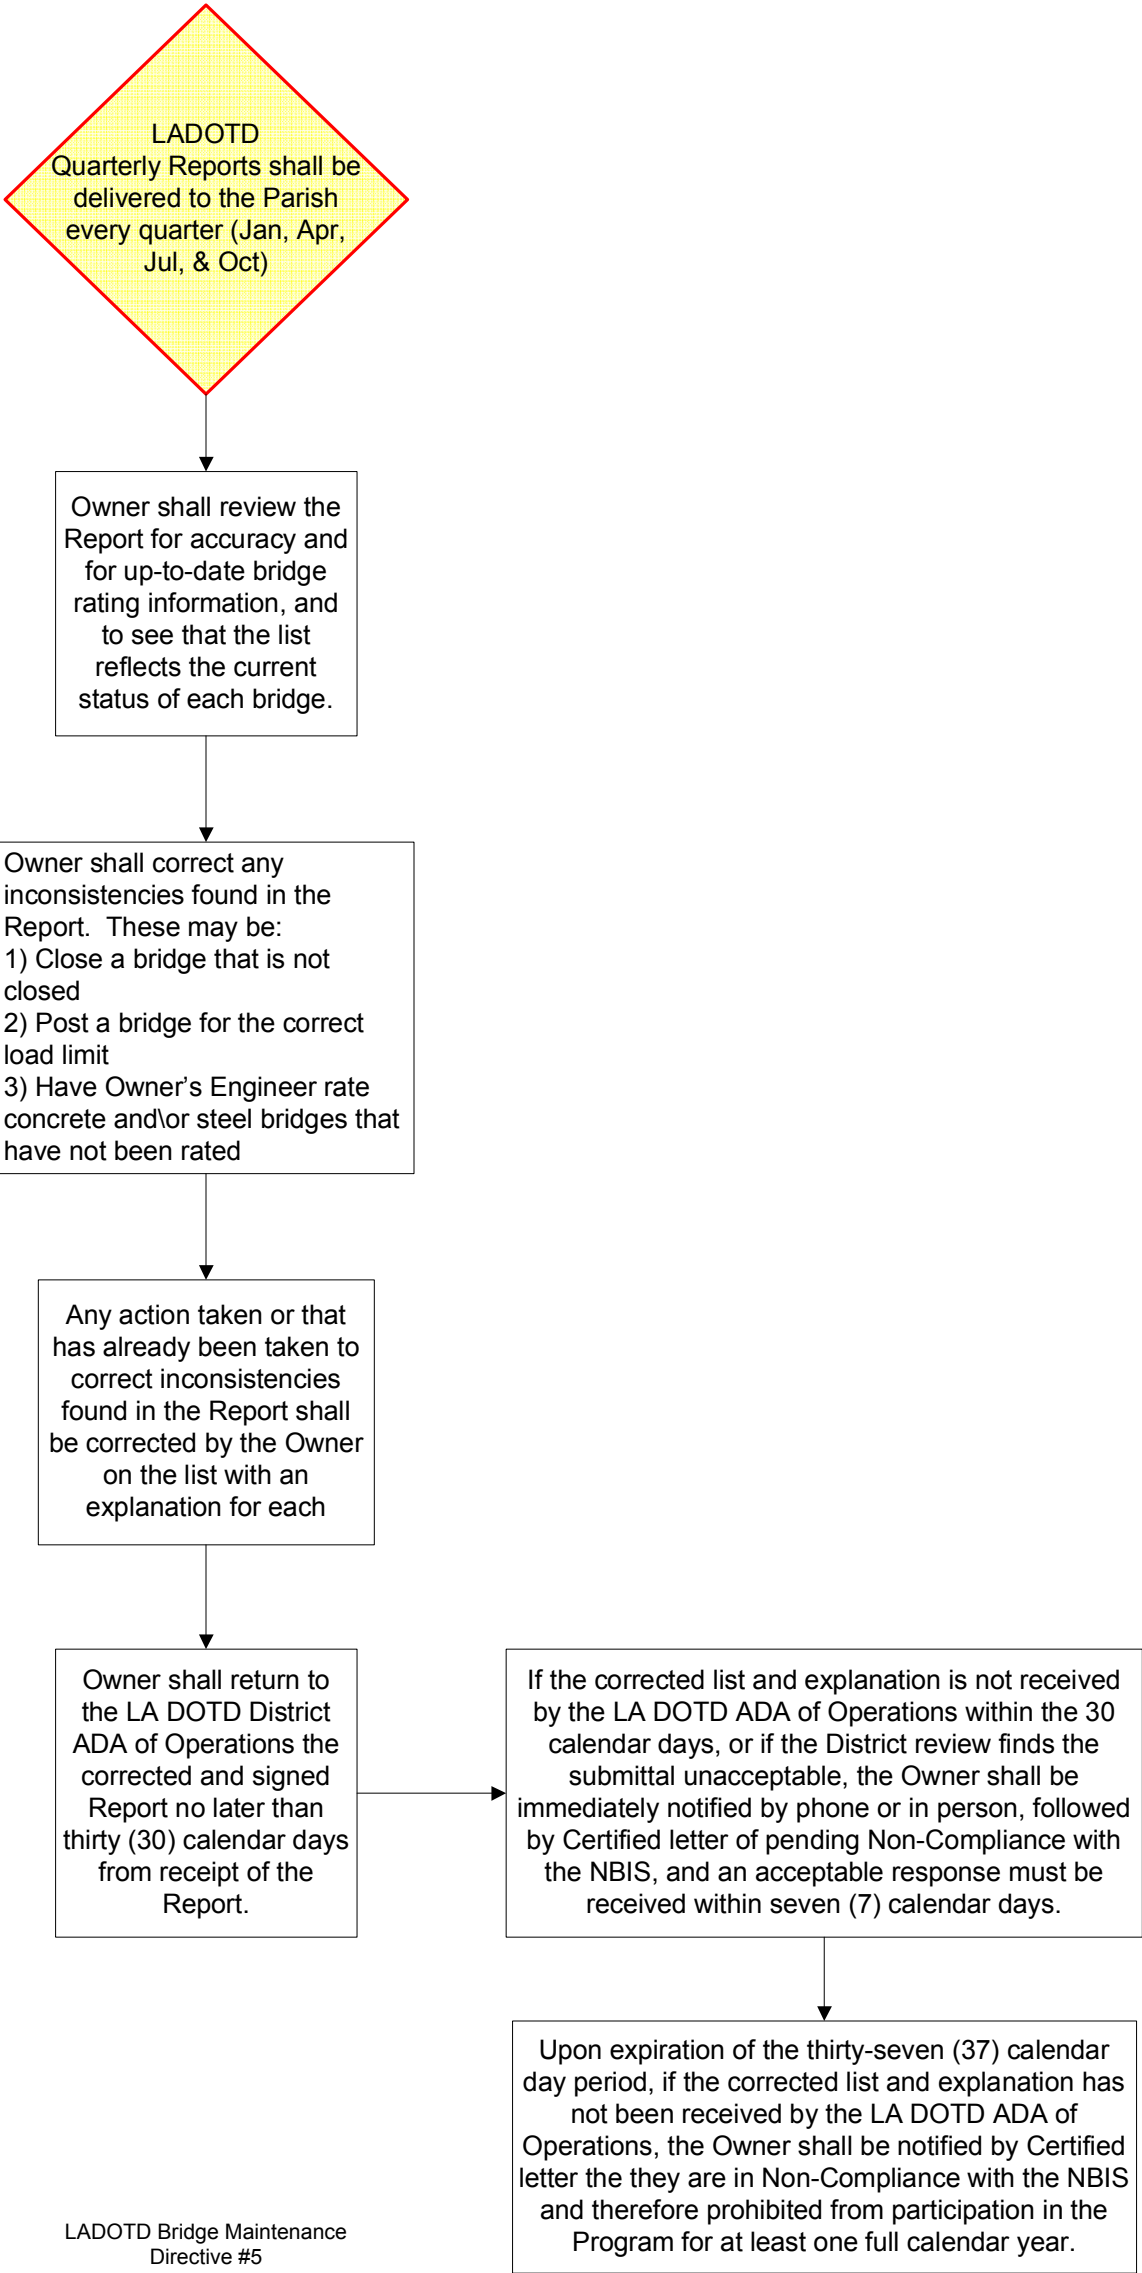 LADOTD
Quarterly Reports shall be
delivered to the Parish
every quarter (Jan, Apr,
Jul, & Oct)
Owner shall review the
Report for accuracy and
for up-to-date bridge
rating information, and
to see that the list
reflects the current
status of each bridge.
Owner shall correct any
inconsistencies found in the
Report.  These may be:
1) Close a bridge that is not
closed
2) Post a bridge for the correct
load limit
3) Have Owner’s Engineer rate
concrete and\or steel bridges that
have not been rated
Any action taken or that
has already been taken to
correct inconsistencies
found in the Report shall
be corrected by the Owner
on the list with an
explanation for each
Owner shall return to
the LA DOTD District
ADA of Operations the
corrected and signed
Report no later than
thirty (30) calendar days
from receipt of the
Report.
If the corrected list and explanation is not received
by the LA DOTD ADA of Operations within the 30
calendar days, or if the District review finds the
submittal unacceptable, the Owner shall be
immediately notified by phone or in person, followed
by Certified letter of pending Non-Compliance with
the NBIS, and an acceptable response must be
received within seven (7) calendar days.
Upon expiration of the thirty-seven (37) calendar
day period, if the corrected list and explanation has
not been received by the LA DOTD ADA of
Operations, the Owner shall be notified by Certified
letter the they are in Non-Compliance with the NBIS
and therefore prohibited from participation in the
Program for at least one full calendar year.
LADOTD Bridge Maintenance
Directive #5